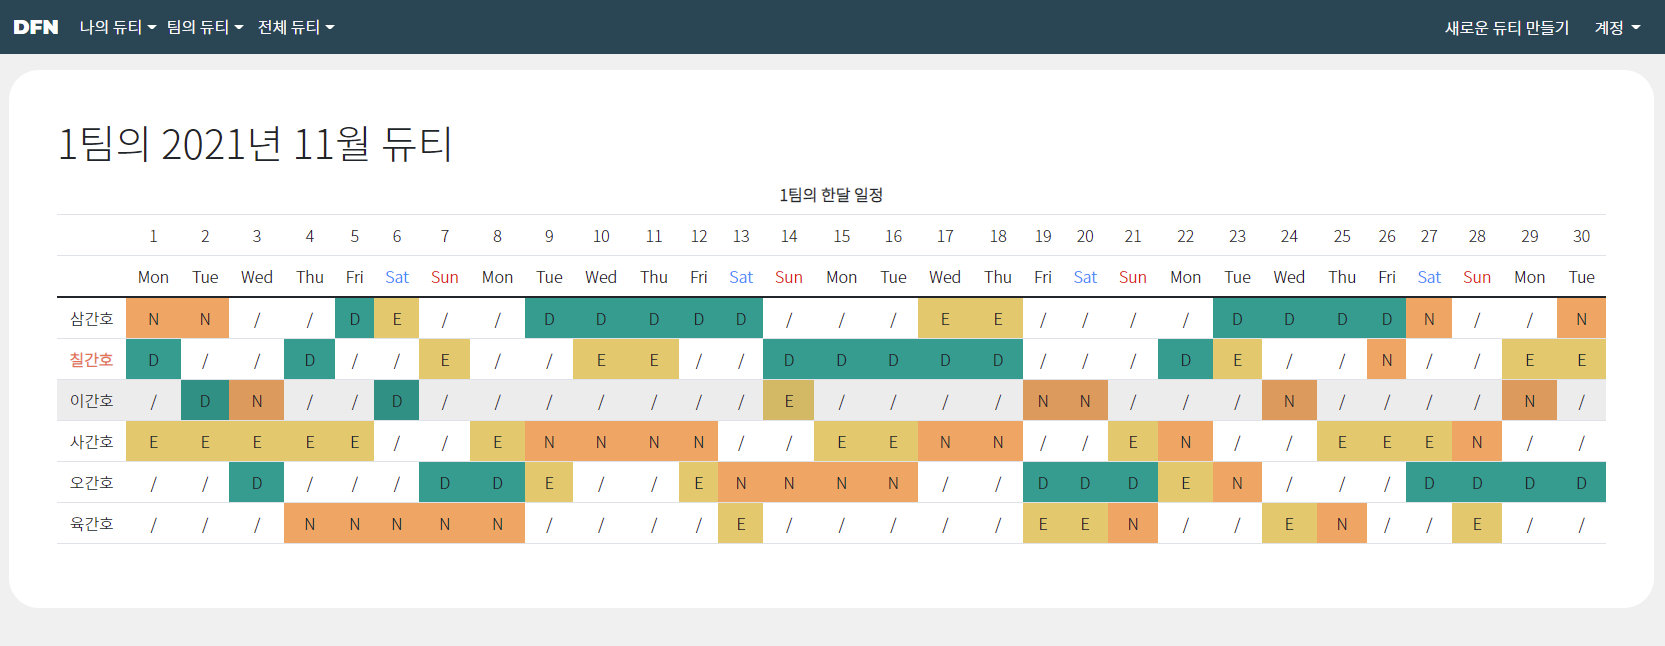 DFN 나의 듀티 팀의 듀티 전체 듀티 새로운 듀티 만들기 계정
1팀의 2021년 11월 듀티
1팀의 한달 일정
1 2 3 4 5 6 7 8 9 10 11 12 13 14 15 16 17 18 19 20 21 22 23 24 25 26 27 28 29 30
Mon Tue Wed Thu Fri Sat Sun Mon Tue Wed Thu Fri Sat Sun Mon Tue Wed Thu Fri Sat Sun Mon Tue Wed Thu Fri Sat Sun Mon Tue
삼간호 N N / / D E / / D D D D D / / / E E / / / / D D D D N / / N
칠간호 D / / D / / E / / E E / / D D D D D / / / D E / / N / / E E
이간호 / D N / / D / / / / / / / E / / / / N N / / / N / / / / N /
사간호 E E E E E / / E N N N N / / E E N N / / E N / / E E E N / /
오간호 / / D / / / D D E / / E N N N N / / D D D E N / / / D D D D
육간호 / / / N N N N N / / / / E / / / / / E E N / / E N / / E / /